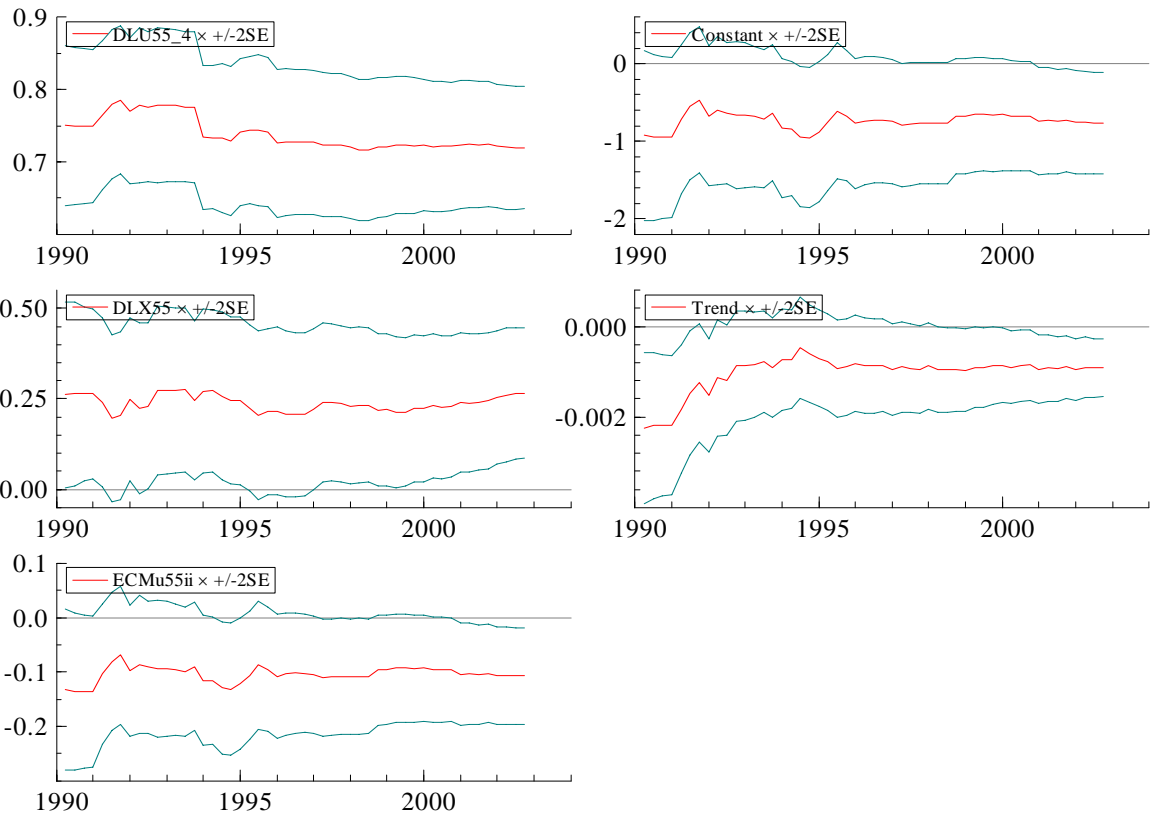 0.9
DLU55_4 × +/-2SE
0.8
0.7
1990 1995 2000
Constant × +/-2SE
0
-1
-2
1990 1995 2000
0.50
DLX55 × +/-2SE
0.25
0.00
1990 1995 2000
Trend × +/-2SE
0.000
-0.002
1990 1995 2000
0.1
ECMu55ii × +/-2SE
0.0
-0.1
-0.2
1990 1995 2000